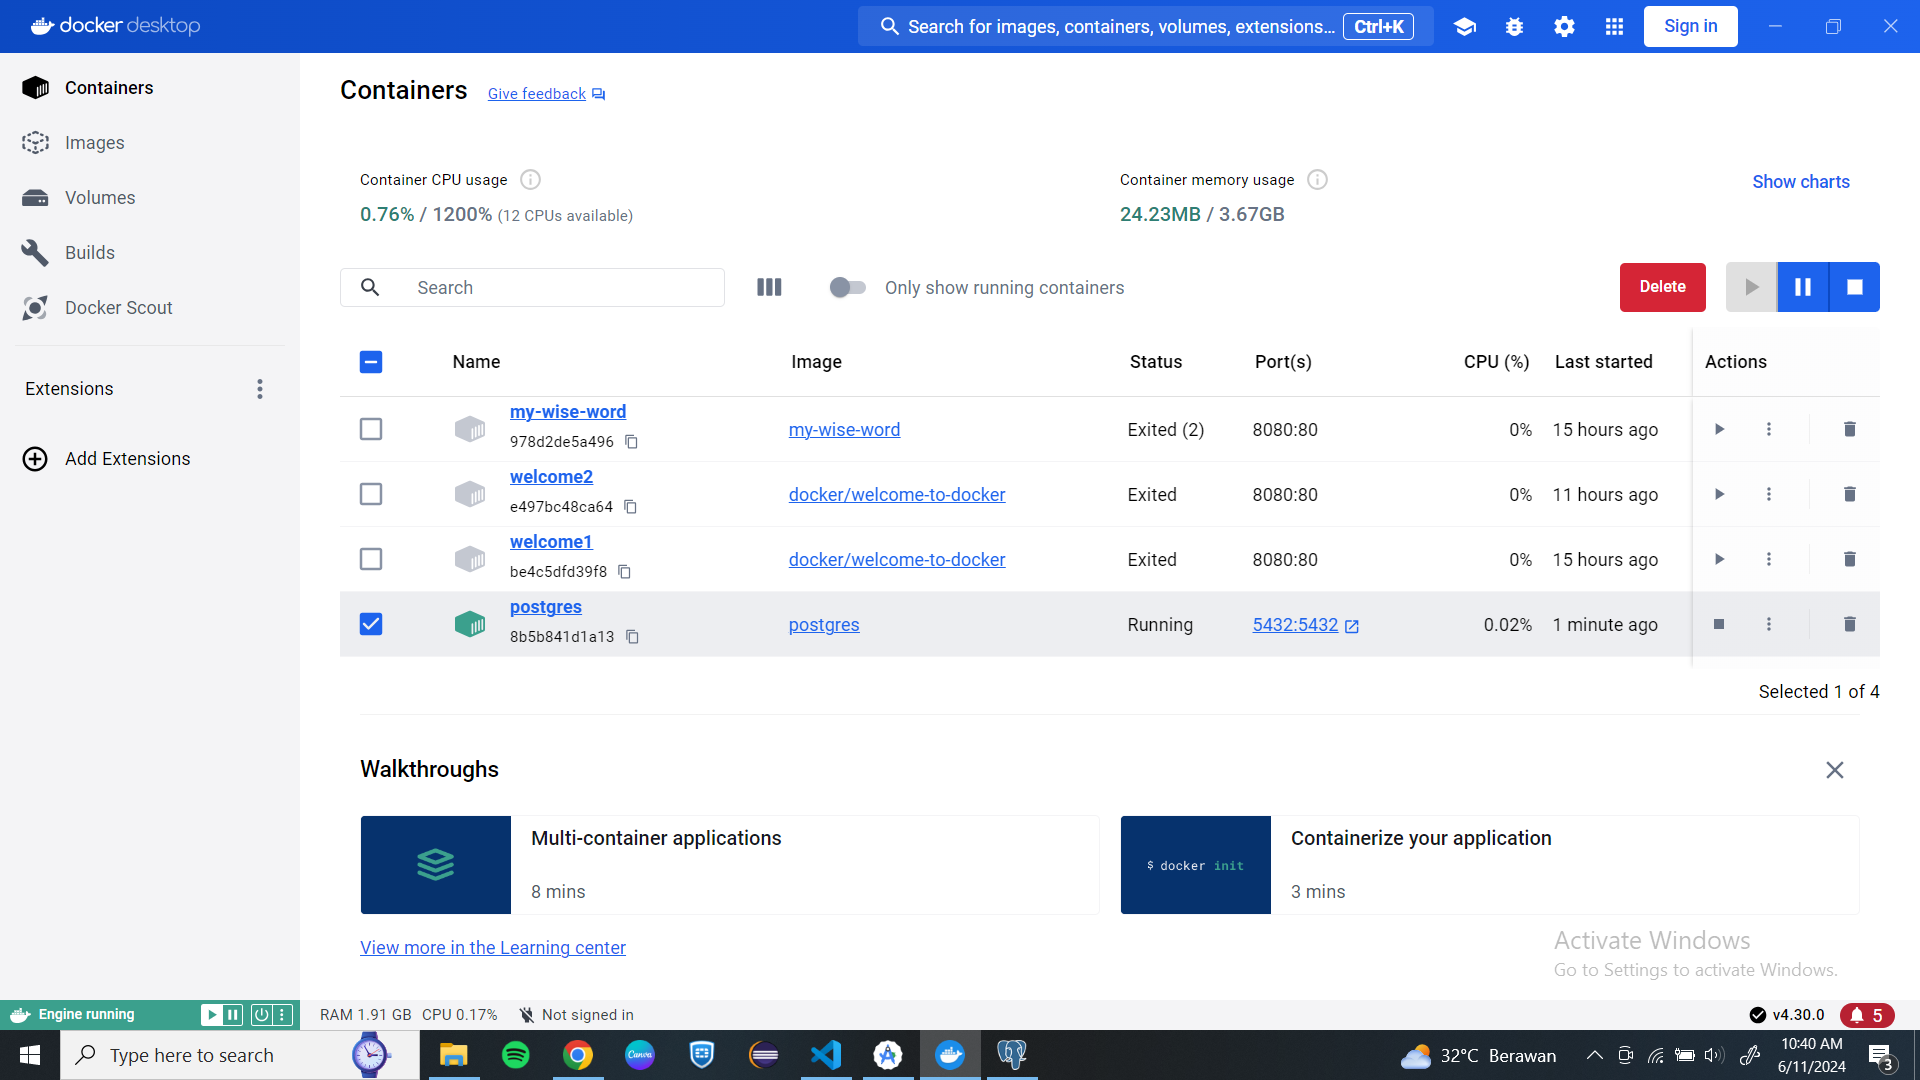 docker desktop
Search for images, containers, volumes, extensions... Ctrl+K
Sign in
Containers
Images
Volumes
Builds
Docker Scout
Extensions
Add Extensions
Containers Give feedback
Container CPU usage
0.76% / 1200% (12 CPUs available)
Container memory usage
24.23MB / 3.67GB
Show charts
Search
Only show running containers
Delete
Name Image Status Port(s) CPU (%) Last started Actions
my-wise-word
978d2de5a496
my-wise-word Exited (2) 8080:80 0% 15 hours ago
welcome2
e497bc48ca64
docker/welcome-to-docker Exited 8080:80 0% 11 hours ago
welcome1
be4c5dfd39f8
docker/welcome-to-docker Exited 8080:80 0% 15 hours ago
postgres
8b5b841d1a13
postgres Running 5432:5432 0.02% 1 minute ago
Selected 1 of 4
Walkthroughs
Multi-container applications
8 mins
$ docker init
Containerize your application
3 mins
View more in the Learning center
Activate Windows
Go to Settings to activate Windows.
Engine running
RAM 1.91 GB CPU 0.17% Not signed in
v4.30.0
5
Type here to search
Canva
32°C Berawan
10:40 AM
6/11/2024
3